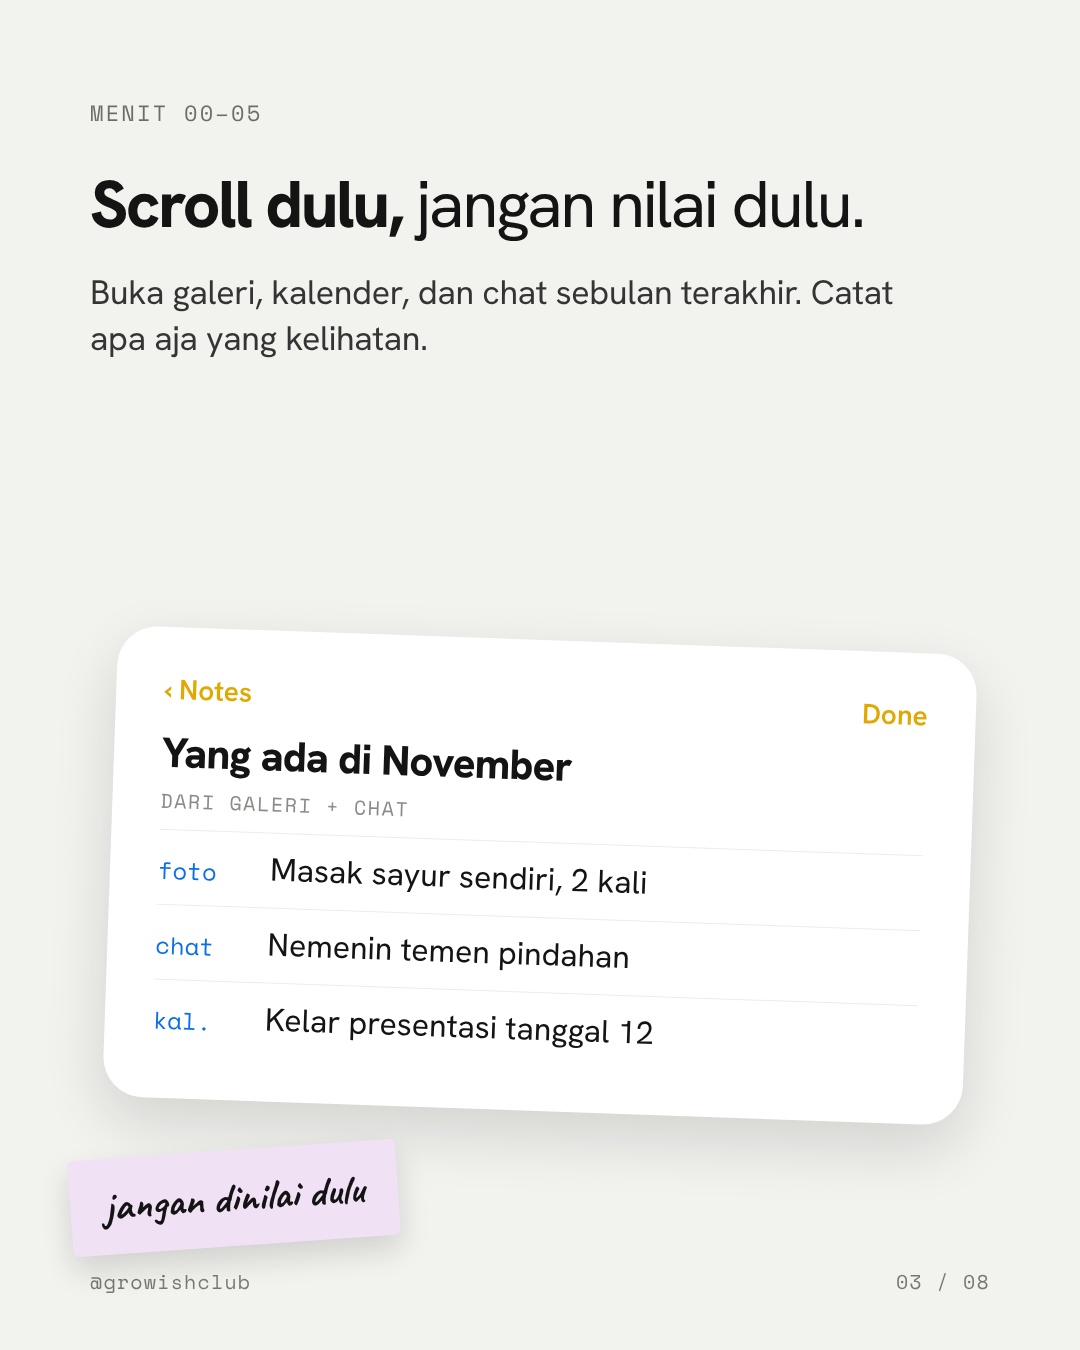 MENIT 00–05
Scroll dulu, jangan nilai dulu.
Buka galeri, kalender, dan chat sebulan terakhir. Catat
apa aja yang kelihatan.
‹ Notes
Done
Yang ada di November
DARI GALERI + CHAT
foto Masak sayur sendiri, 2 kali
chat Nemenin temen pindahan
kal. Kelar presentasi tanggal 12
jangan dinilai dulu
@growishclub
03 / 08